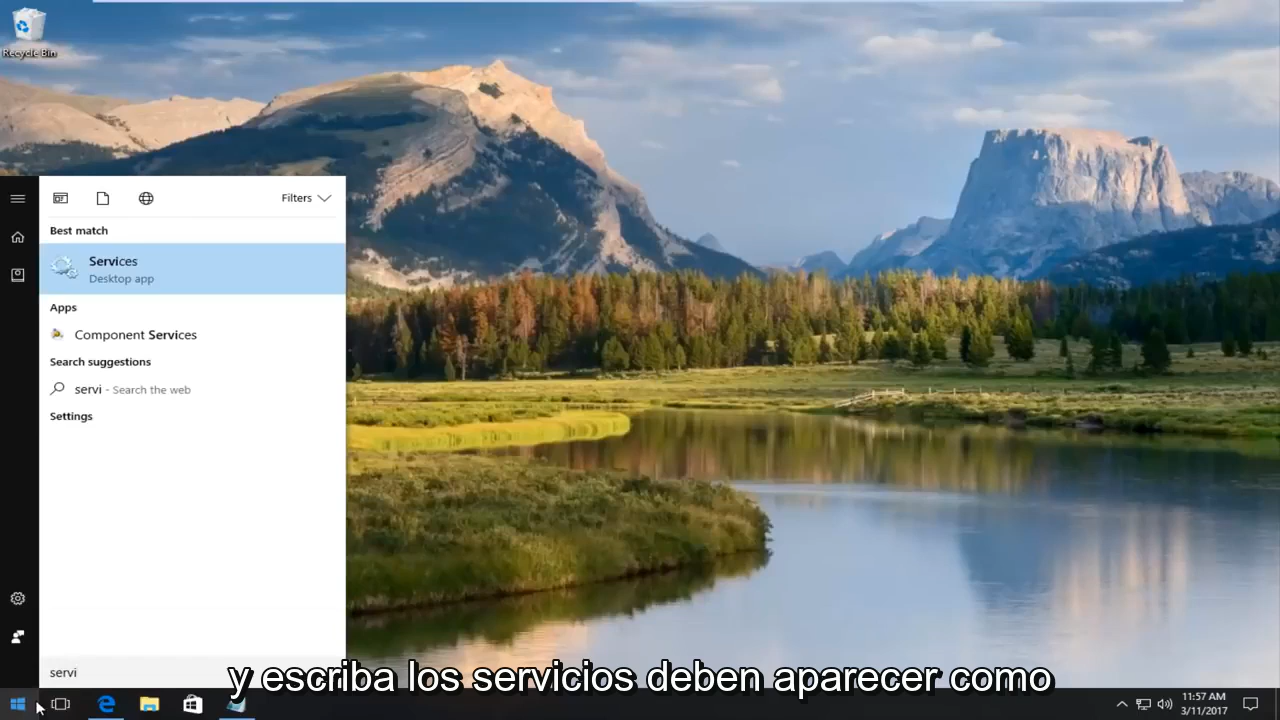 Recycle Bin
Filters
Best match
Services
Desktop app
Apps
Component Services
Search suggestions
servi - Search the web
Settings
servi
y escriba los servicios deben aparecer como
11:57 AM
3/11/2017